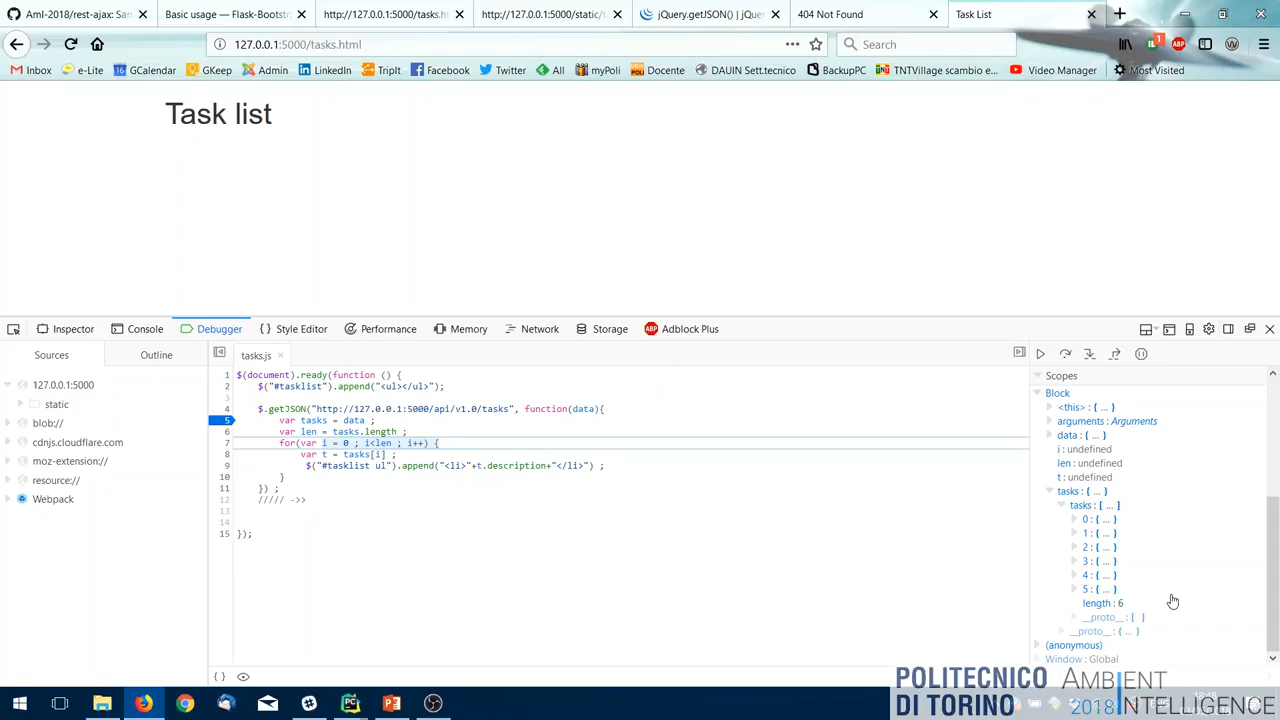 AmI-2018/rest-ajax: San
Basic usage — Flask-Bootstra
http://127.0.0.1:5000/tasks.ht
http://127.0.0.1:5000/static/t
jQuery.getJSON() | jQuer
404 Not Found
Task List
127.0.0.1:5000/tasks.html
Search
Inbox
e-Lite
GCalendar
GKeep
Admin
LinkedIn
TripIt
Facebook
Twitter
All
myPoli
Docente
DAUIN Sett.tecnico
BackupPC
TNTVillage scambio e...
Video Manager
Most Visited
Task list
Inspector
Console
Debugger
Style Editor
Performance
Memory
Network
Storage
Adblock Plus
Sources
Outline
tasks.js
127.0.0.1:5000
static
blob://
cdnjs.cloudflare.com
moz-extension://
resource://
Webpack
1 $(document).ready(function () {
2 $("#tasklist").append("<ul></ul>");
3
4 $.getJSON("http://127.0.0.1:5000/api/v1.0/tasks", function(data){
5 var tasks = data ;
6 var len = tasks.length ;
7 for(var i = 0 ; i<len ; i++) {
8 var t = tasks[i] ;
9 $("#tasklist ul").append("<li>"+t.description+"</li>") ;
10 }
11 }) ;
12 ///// ->>
13
14
15 });
Scopes
Block
<this> : { ... }
arguments : Arguments
data : { ... }
i : undefined
len : undefined
t : undefined
tasks : { ... }
tasks : [ ... ]
0 : { ... }
1 : { ... }
2 : { ... }
3 : { ... }
4 : { ... }
5 : { ... }
length : 6
__proto__ : [ ]
__proto__ : { ... }
(anonymous)
Window : Global
POLITECNICO
DI TORINO
AMBIENT
2018 INTELLIGENCE